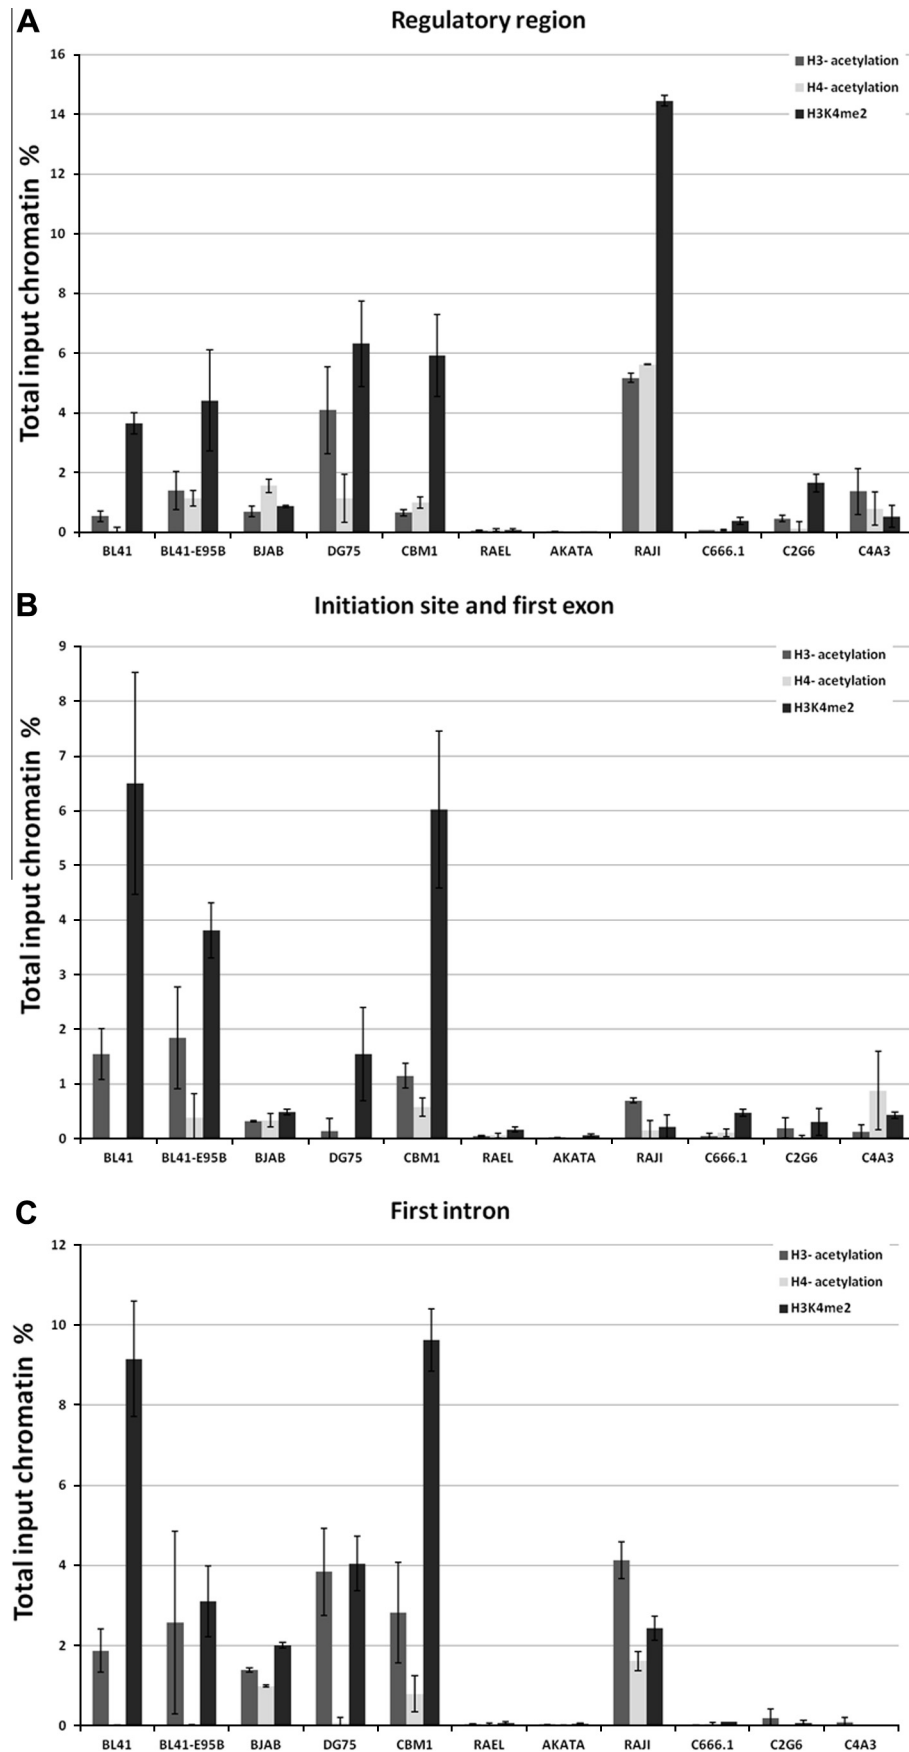 A
Regulatory region
Total input chromatin %
16
14
12
10
8
6
4
2
0
H3- acetylation
H4- acetylation
H3K4me2
BL41 BL41-E95B BJAB DG75 CBM1 RAEL AKATA RAJI C666.1 C2G6 C4A3
B
Initiation site and first exon
Total input chromatin %
9
8
7
6
5
4
3
2
1
0
H3- acetylation
H4- acetylation
H3K4me2
BL41 BL41-E95B BJAB DG75 CBM1 RAEL AKATA RAJI C666.1 C2G6 C4A3
C
First intron
Total input chromatin %
12
10
8
6
4
2
0
H3- acetylation
H4- acetylation
H3K4me2
BL41 BL41-E95B BJAB DG75 CBM1 RAEL AKATA RAJI C666.1 C2G6 C4A3